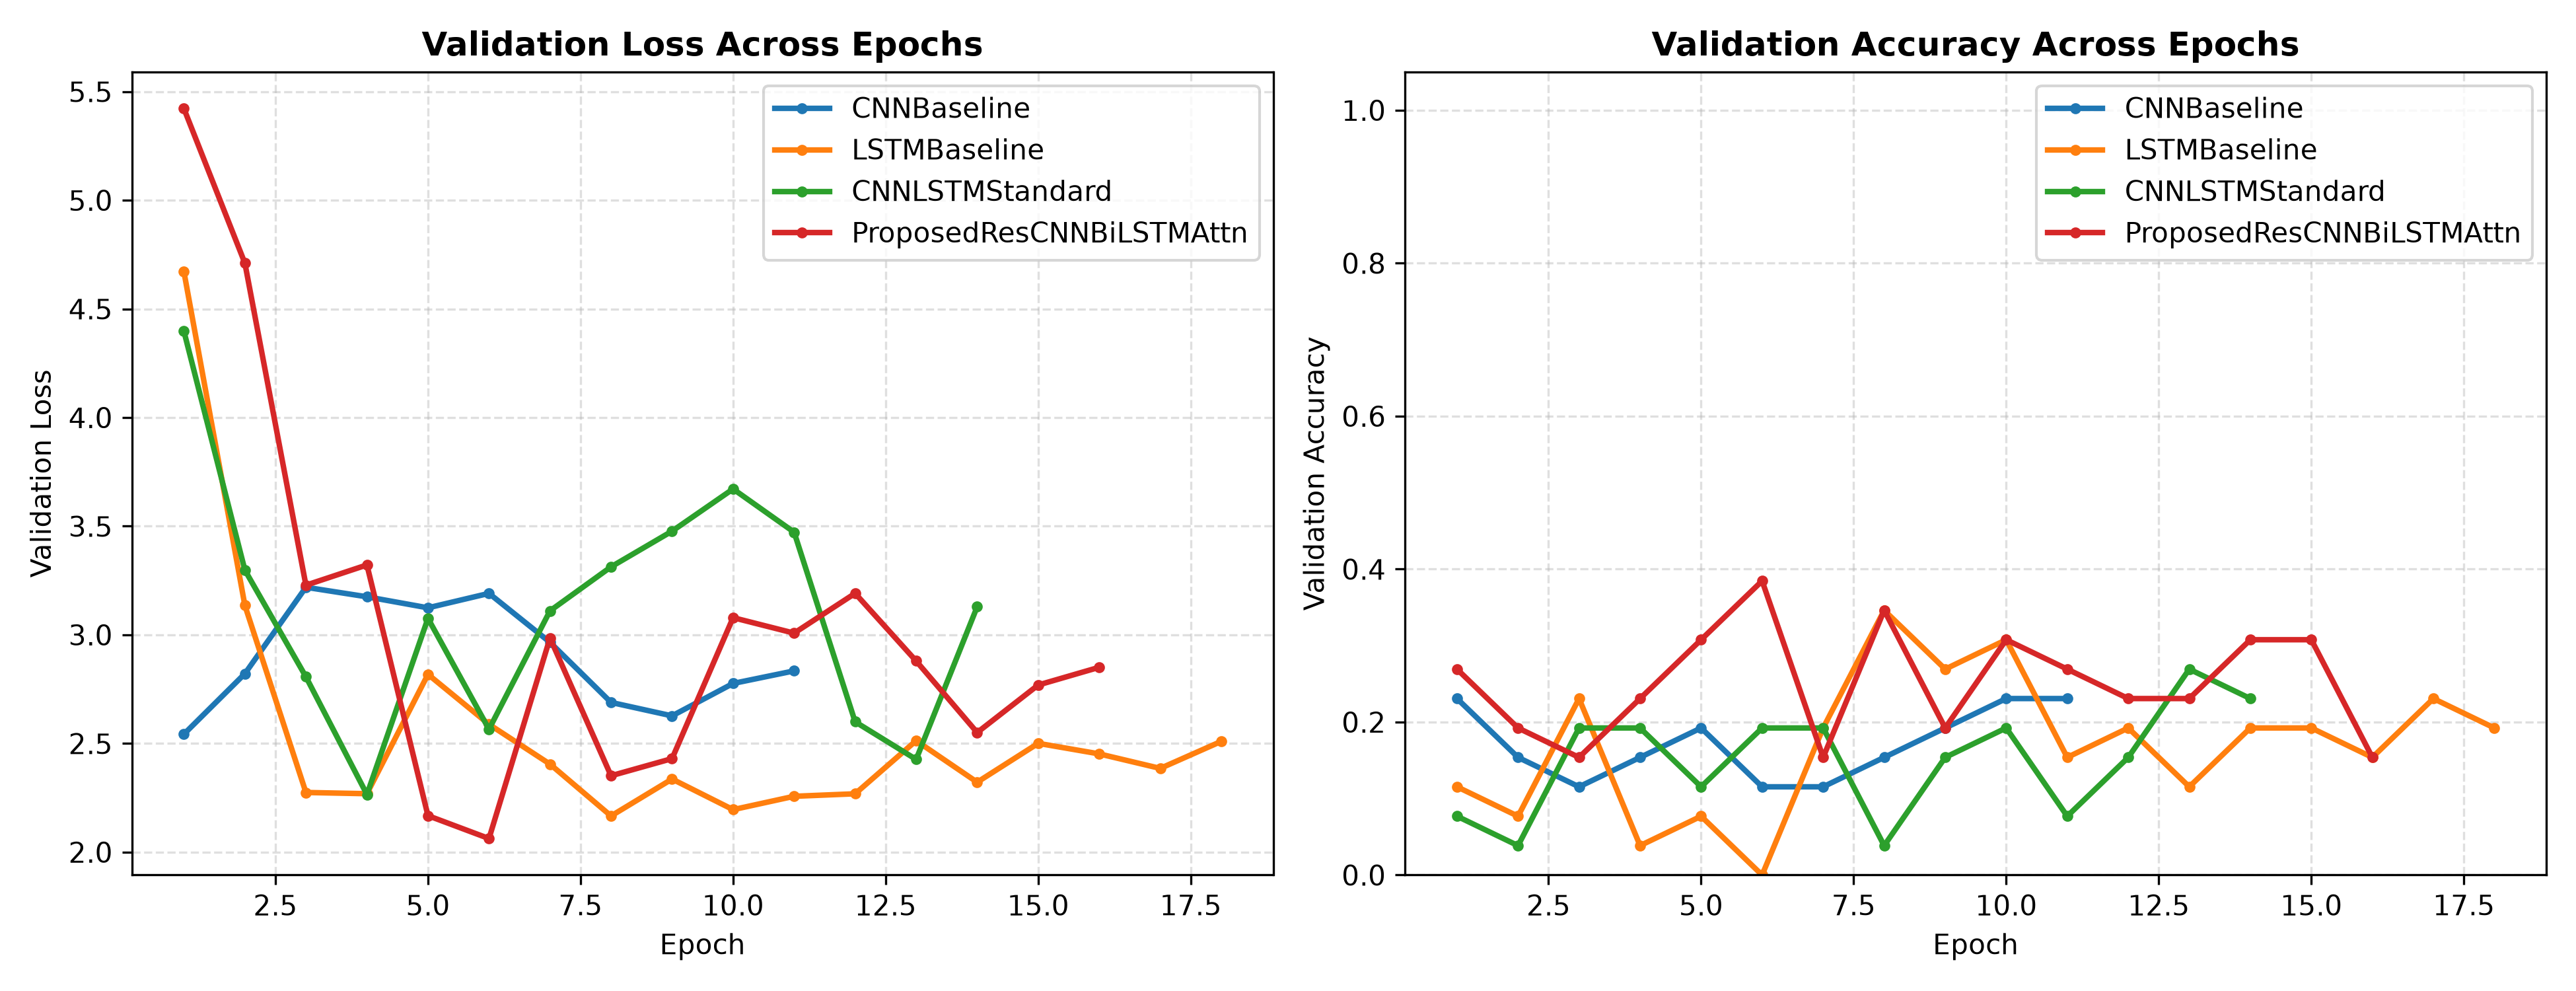 Validation Loss Across Epochs
5.5
5.0
4.5
4.0
3.5
3.0
2.5
2.0
Validation Loss
CNNBaseline
LSTMBaseline
CNNLSTMStandard
ProposedResCNNBiLSTMAttn
2.5 5.0 7.5 10.0 12.5 15.0 17.5
Epoch
Validation Accuracy Across Epochs
1.0
0.8
0.6
0.4
0.2
0.0
Validation Accuracy
CNNBaseline
LSTMBaseline
CNNLSTMStandard
ProposedResCNNBiLSTMAttn
2.5 5.0 7.5 10.0 12.5 15.0 17.5
Epoch